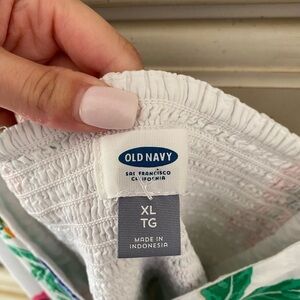 OLD NAVY
SAN FRANCISCO
CALIFORNIA
XL
TG
MADE IN
INDONESIA